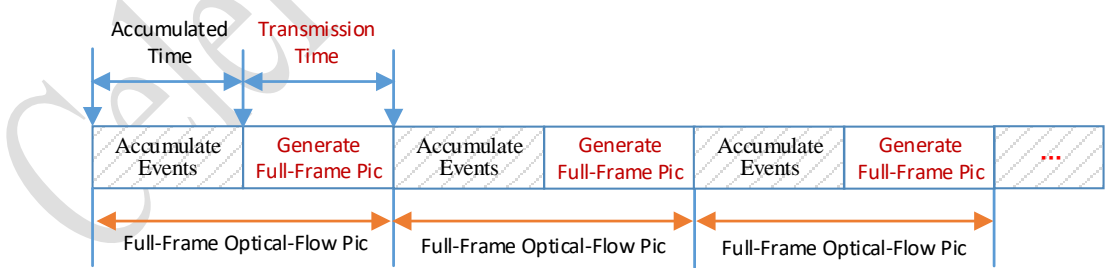 Accumulated Transmission
Time Time
Accumulate Generate Accumulate Generate Accumulate Generate
Events Full-Frame Pic Events Full-Frame Pic Events Full-Frame Pic ...
Full-Frame Optical-Flow Pic Full-Frame Optical-Flow Pic Full-Frame Optical-Flow Pic